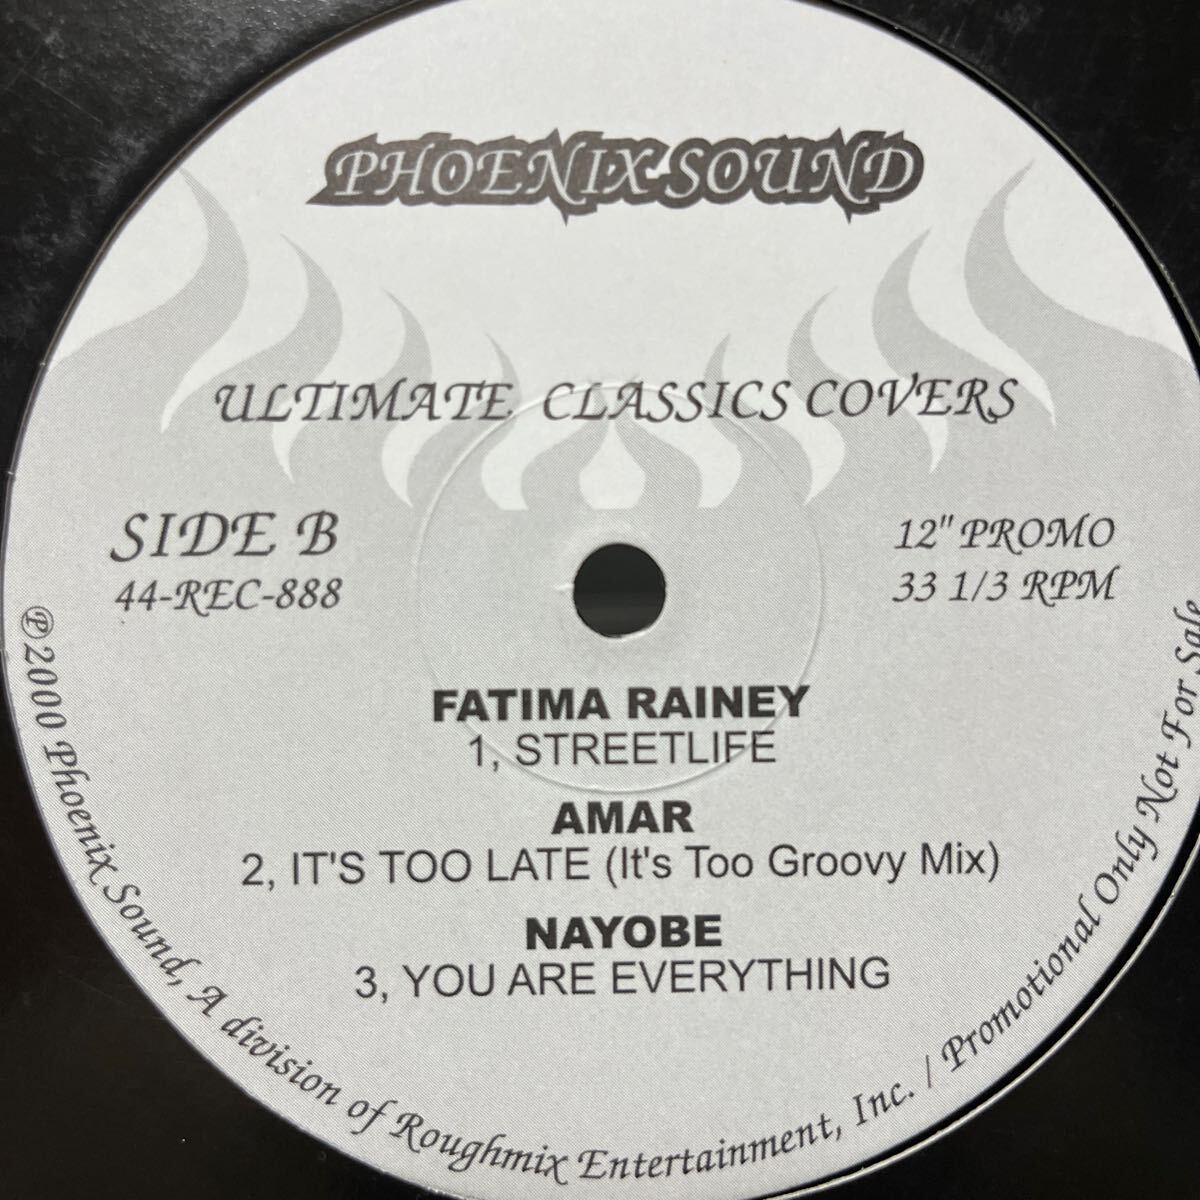 PHOENIX SOUND
ULTIMATE CLASSICS COVERS
SIDE B
44-REC-888
12" PROMO
33 1/3 RPM
FATIMA RAINEY
1, STREETLIFE
AMAR
2, IT'S TOO LATE (It's Too Groovy Mix)
NAYOBE
3, YOU ARE EVERYTHING
℗2000 Phoenix Sound, A division of Roughmix Entertainment, Inc. / Promotional Only Not For Sale